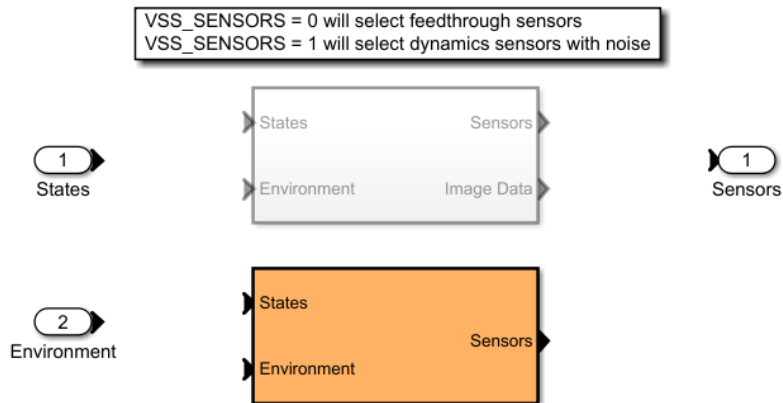 VSS_SENSORS = 0 will select feedthrough sensors
VSS_SENSORS = 1 will select dynamics sensors with noise
States Sensors
1
States
Environment Image Data
1
Sensors
States
2
Environment
Sensors
Environment